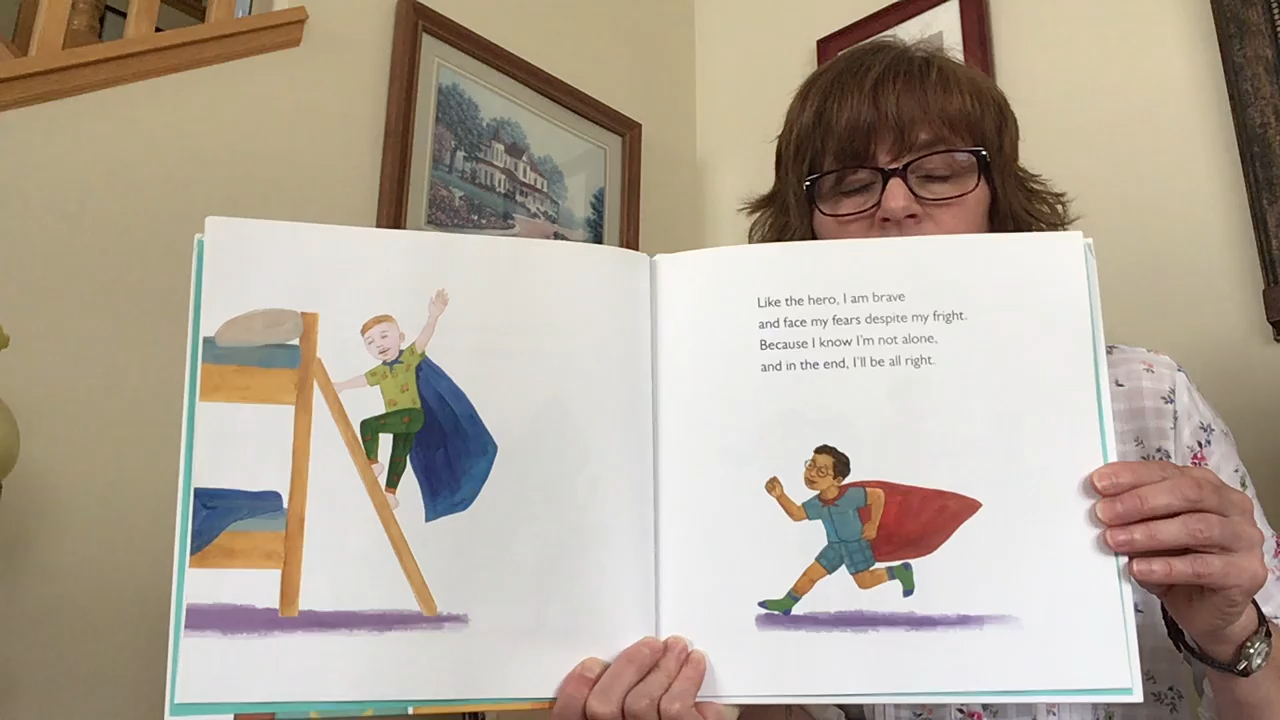 Like the hero, I am brave
and face my fears despite my fright.
Because I know I'm not alone,
and in the end, I'll be all right.